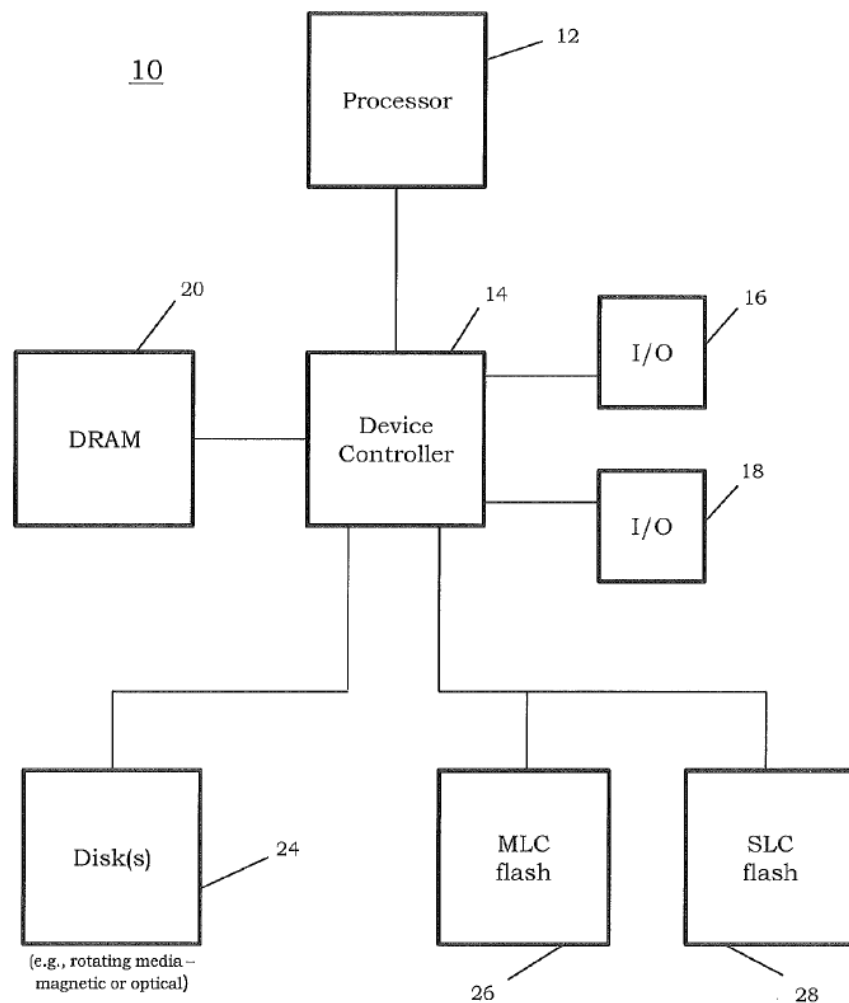 12
10
Processor
20
14
16
I/O
DRAM
Device
Controller
18
I/O
Disk(s)
24
MLC
flash
SLC
flash
(e.g., rotating media –
magnetic or optical)
26
28